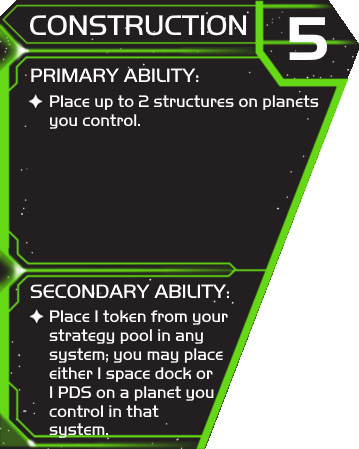 CONSTRUCTION
5
PRIMARY ABILITY:
✦ Place up to 2 structures on planets
you control.
SECONDARY ABILITY:
✦ Place 1 token from your
strategy pool in any
system; you may place
either 1 space dock or
1 PDS on a planet you
control in that
system.